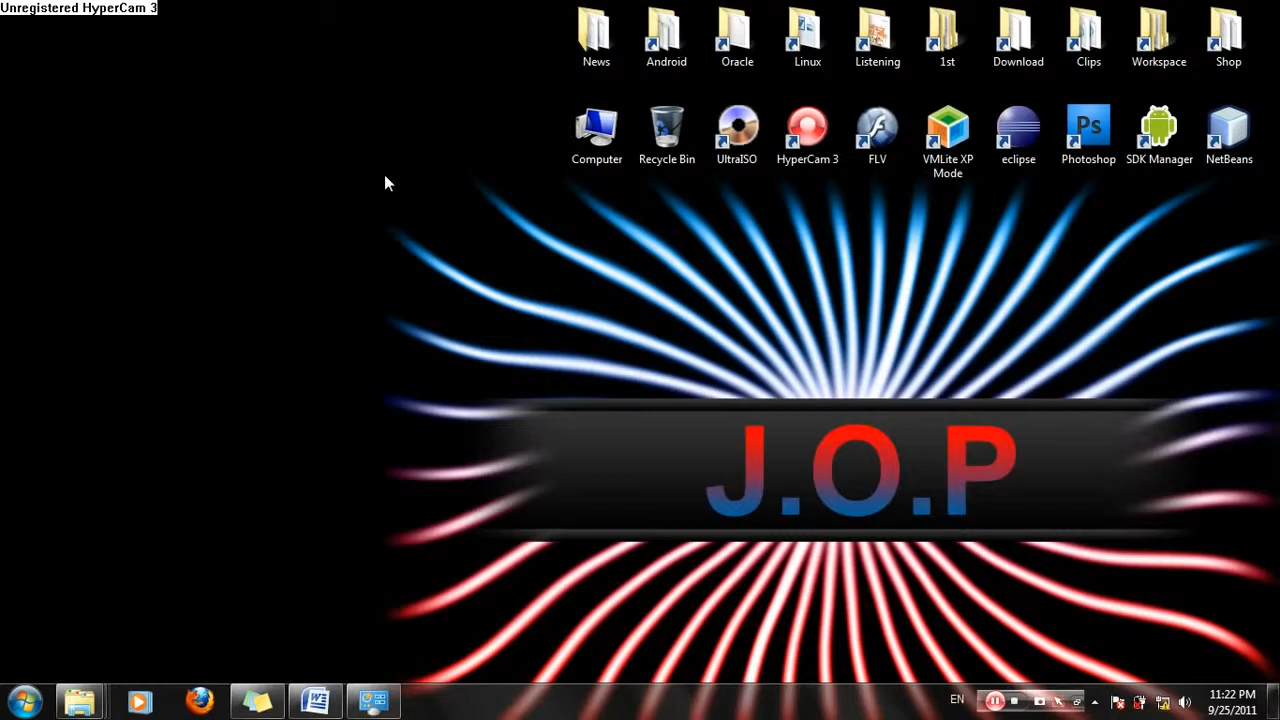 Unregistered HyperCam 3
News Android Oracle Linux Listening 1st Download Clips Workspace Shop
Computer Recycle Bin UltraISO HyperCam 3 FLV VMLite XP Mode eclipse Photoshop SDK Manager NetBeans
Ps
J.O.P
EN
11:22 PM
9/25/2011